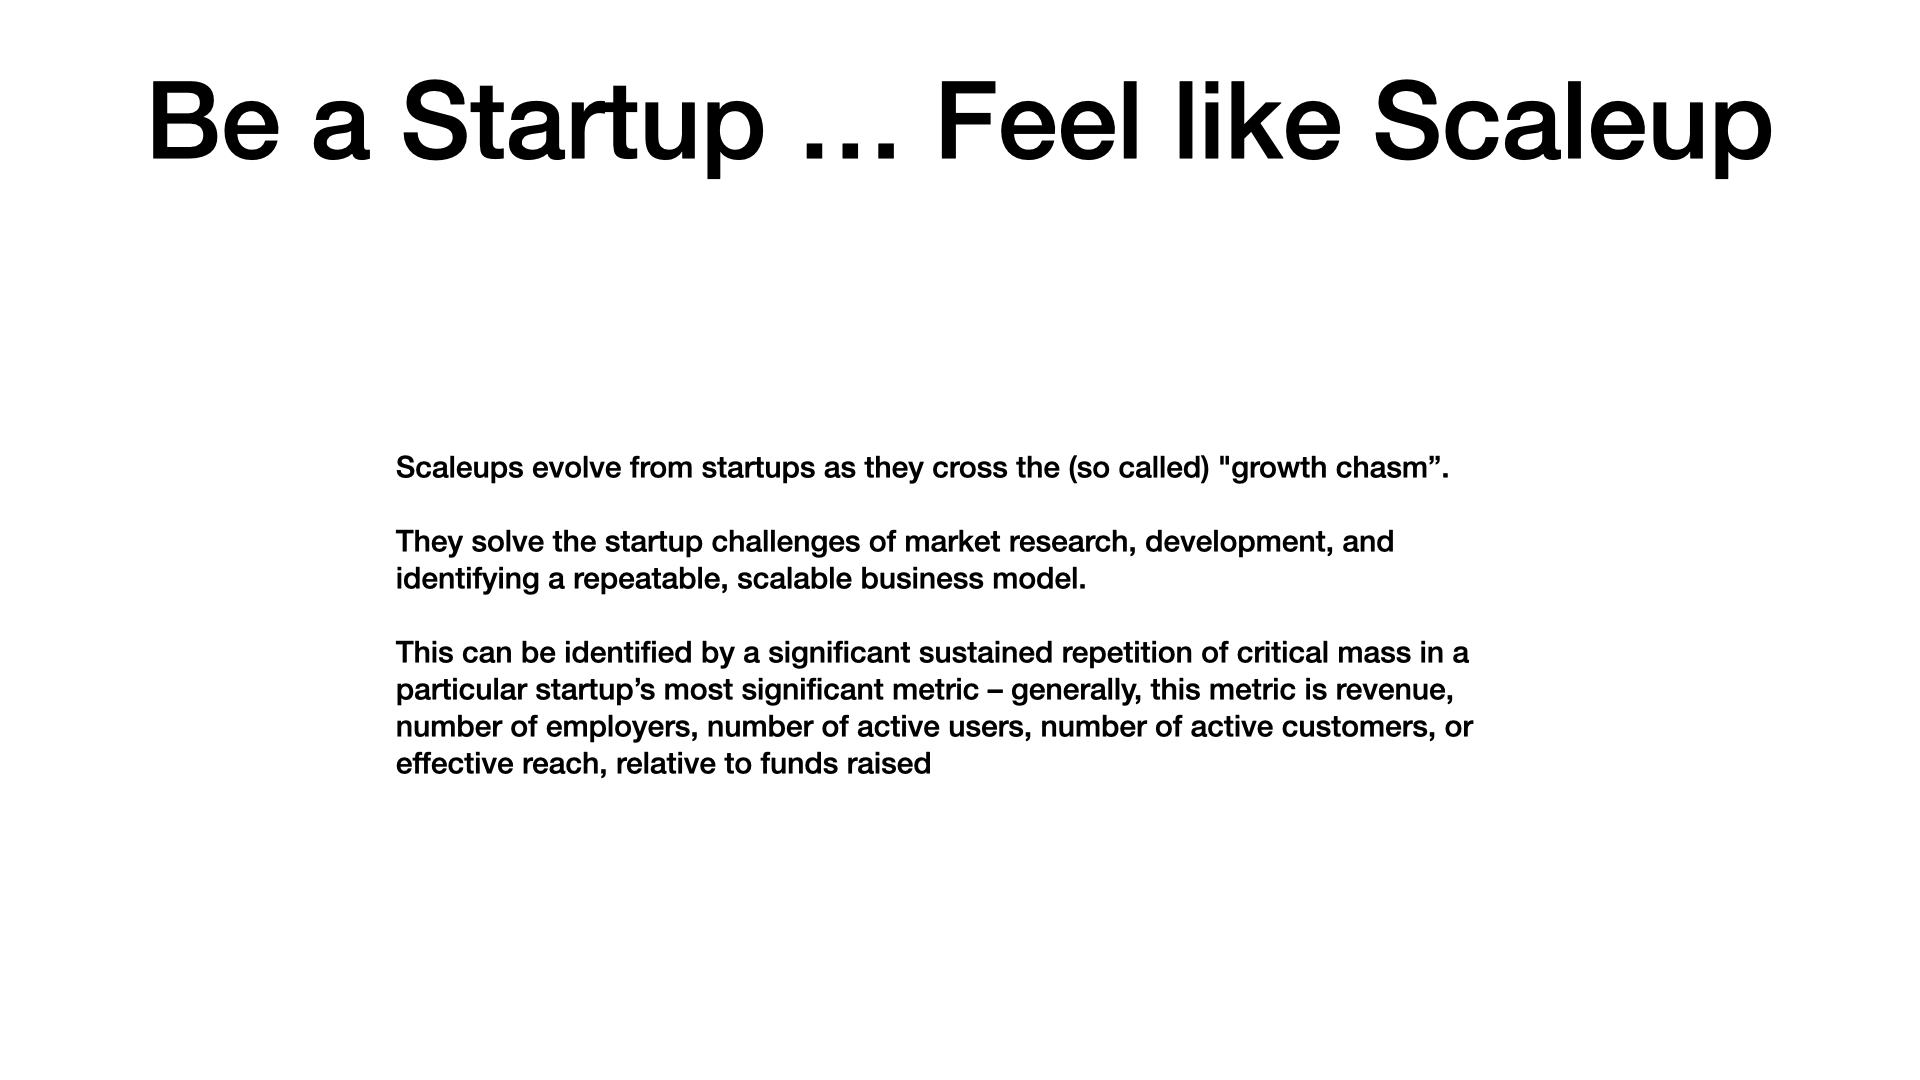 Be a Startup … Feel like Scaleup
Scaleups evolve from startups as they cross the (so called) "growth chasm”.
They solve the startup challenges of market research, development, and
identifying a repeatable, scalable business model.
This can be identified by a significant sustained repetition of critical mass in a
particular startup’s most significant metric – generally, this metric is revenue,
number of employers, number of active users, number of active customers, or
effective reach, relative to funds raised